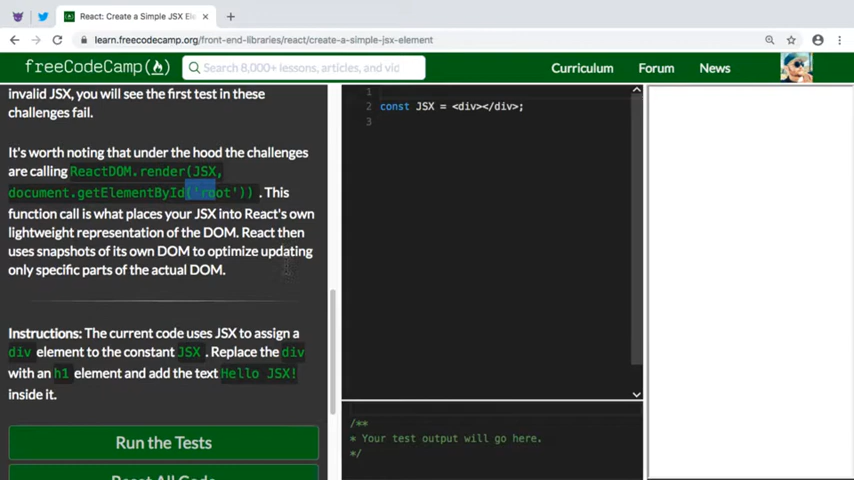 React: Create a Simple JSX Ele
learn.freecodecamp.org/front-end-libraries/react/create-a-simple-jsx-element
freeCodeCamp
Search 8,000+ lessons, articles, and vid
Curriculum
Forum
News
invalid JSX, you will see the first test in these
challenges fail.
It's worth noting that under the hood the challenges
are calling ReactDOM.render(JSX,
document.getElementById('root')) . This
function call is what places your JSX into React's own
lightweight representation of the DOM. React then
uses snapshots of its own DOM to optimize updating
only specific parts of the actual DOM.
Instructions: The current code uses JSX to assign a
div element to the constant JSX . Replace the div
with an h1 element and add the text Hello JSX!
inside it.
Run the Tests
Reset All Code
1
2 const JSX = <div></div>;
3
/**
* Your test output will go here.
*/